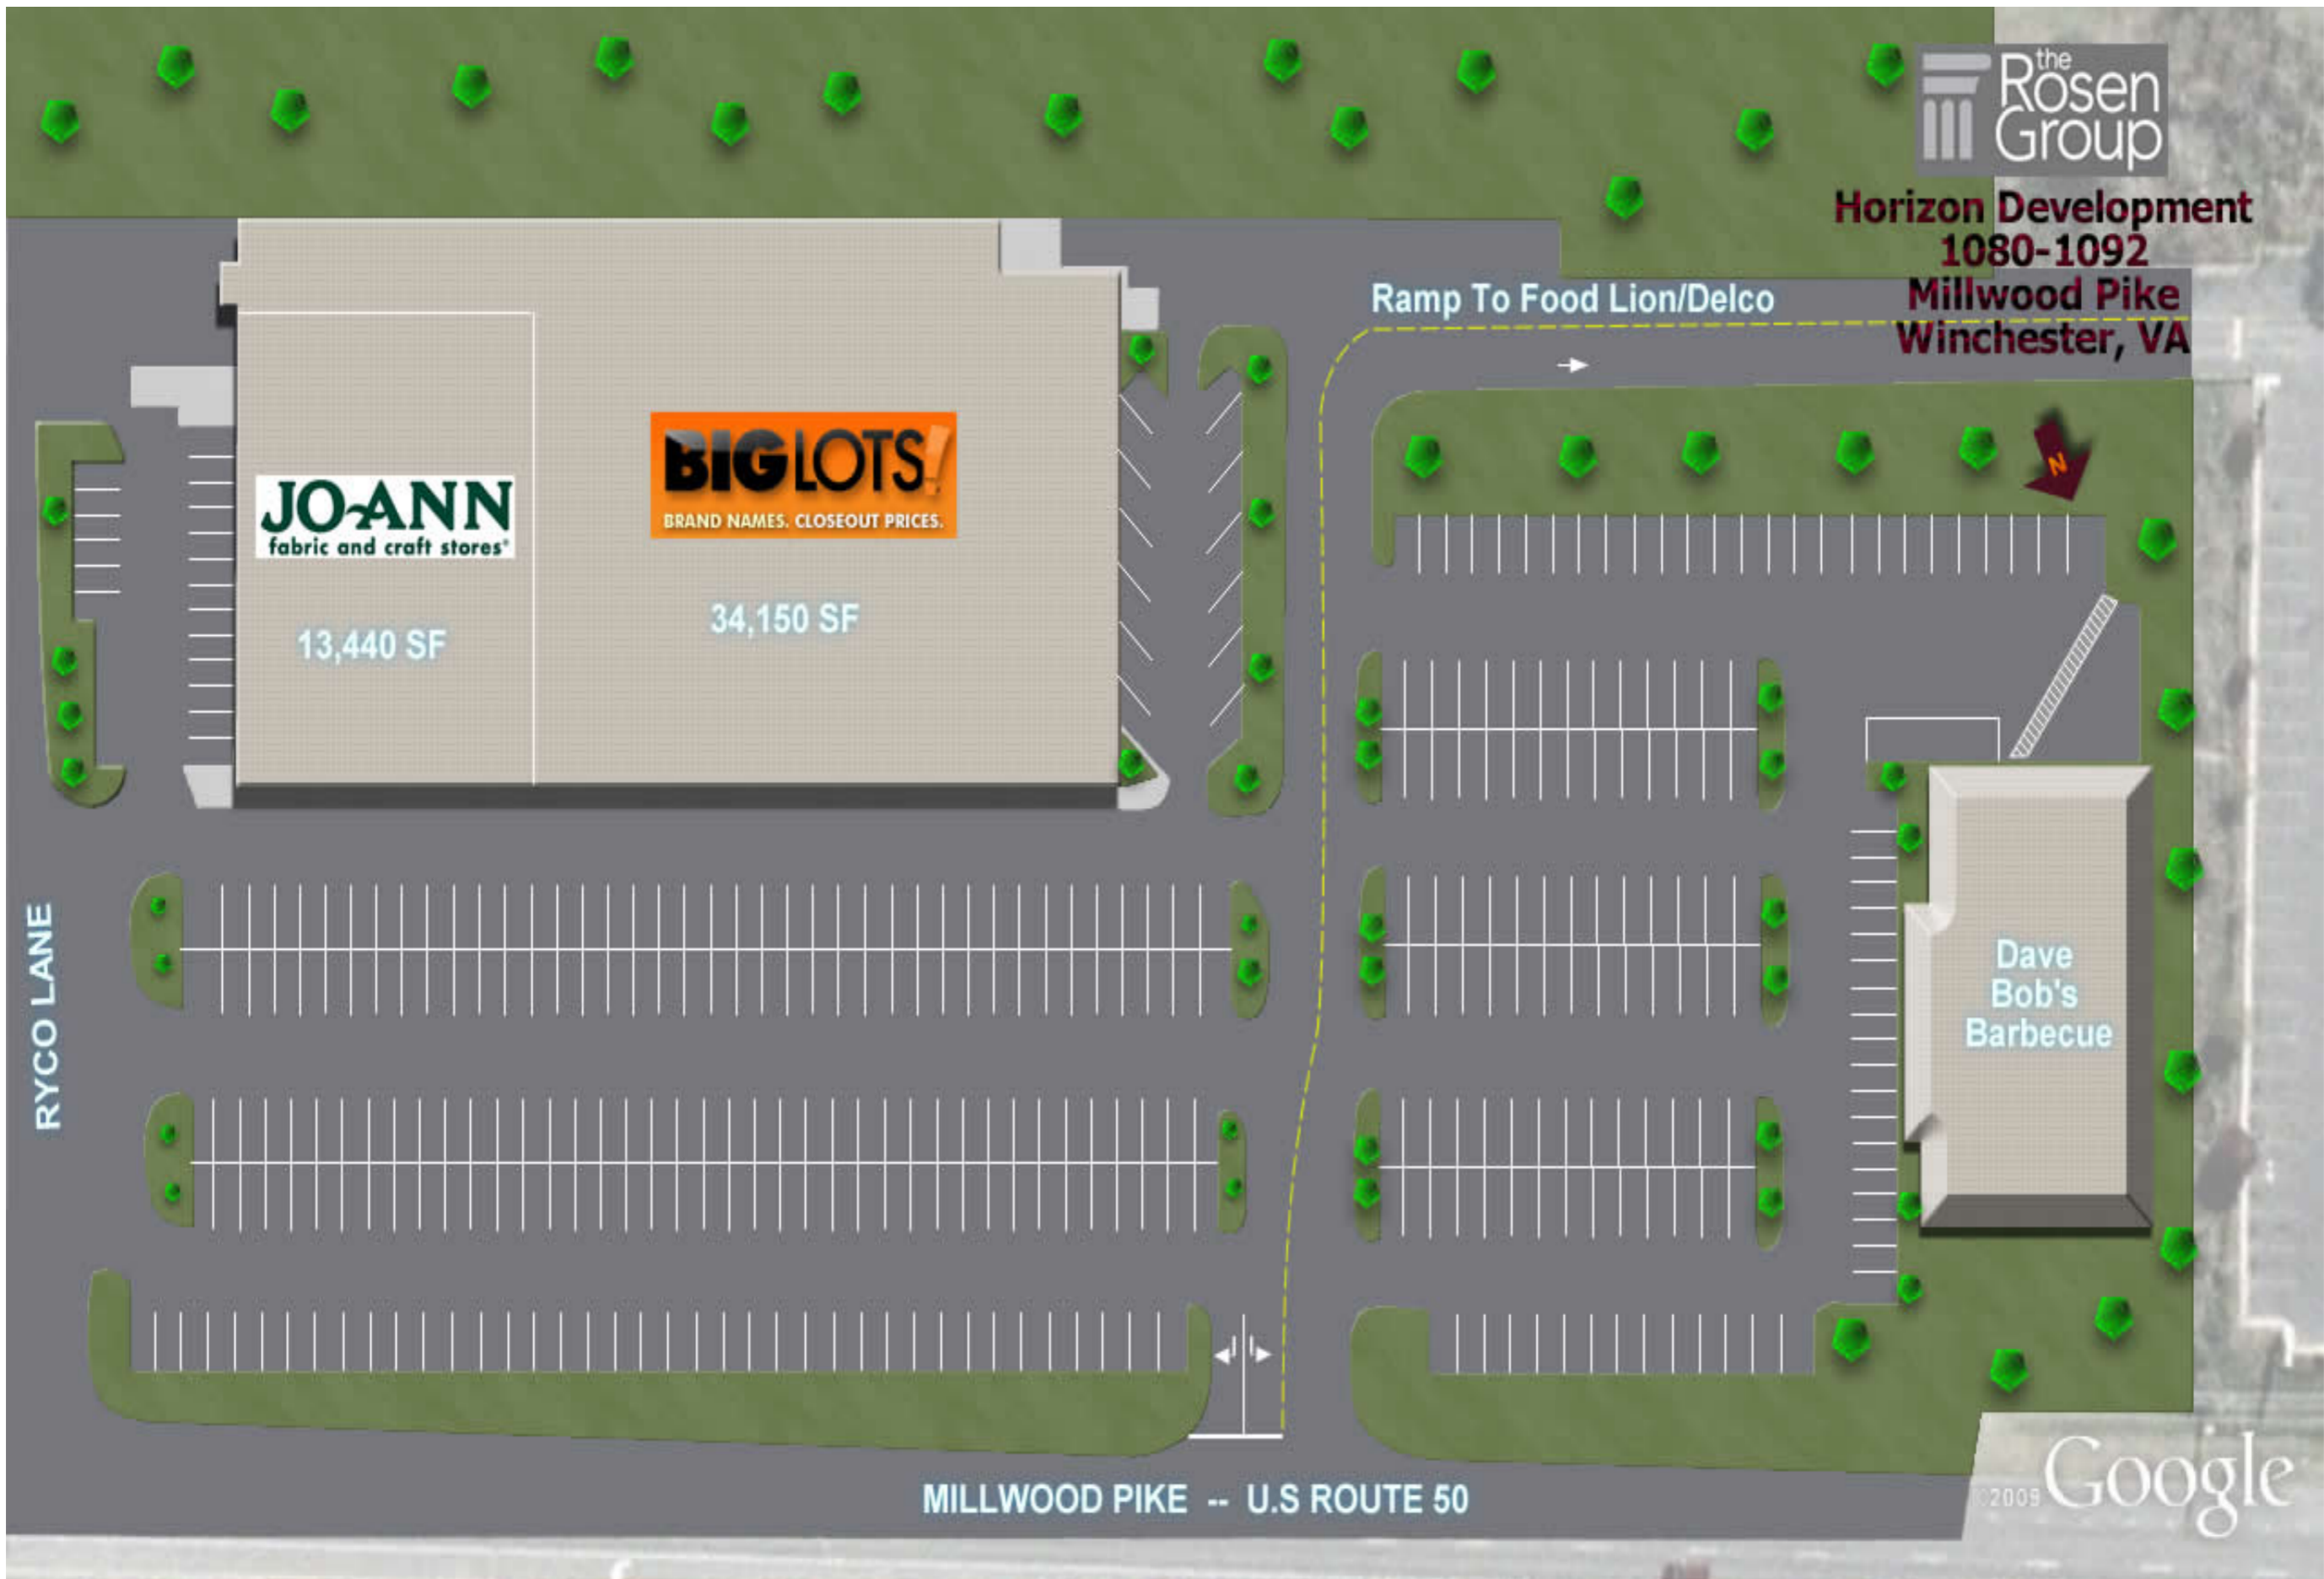 the
Rosen
Group
Horizon Development
1080-1092
Millwood Pike
Winchester, VA
Ramp To Food Lion/Delco
N
JO-ANN
fabric and craft stores®
BIG LOTS!
BRAND NAMES. CLOSEOUT PRICES.
13,440 SF
34,150 SF
RYCO LANE
Dave
Bob's
Barbecue
MILLWOOD PIKE -- U.S ROUTE 50
©2009 Google